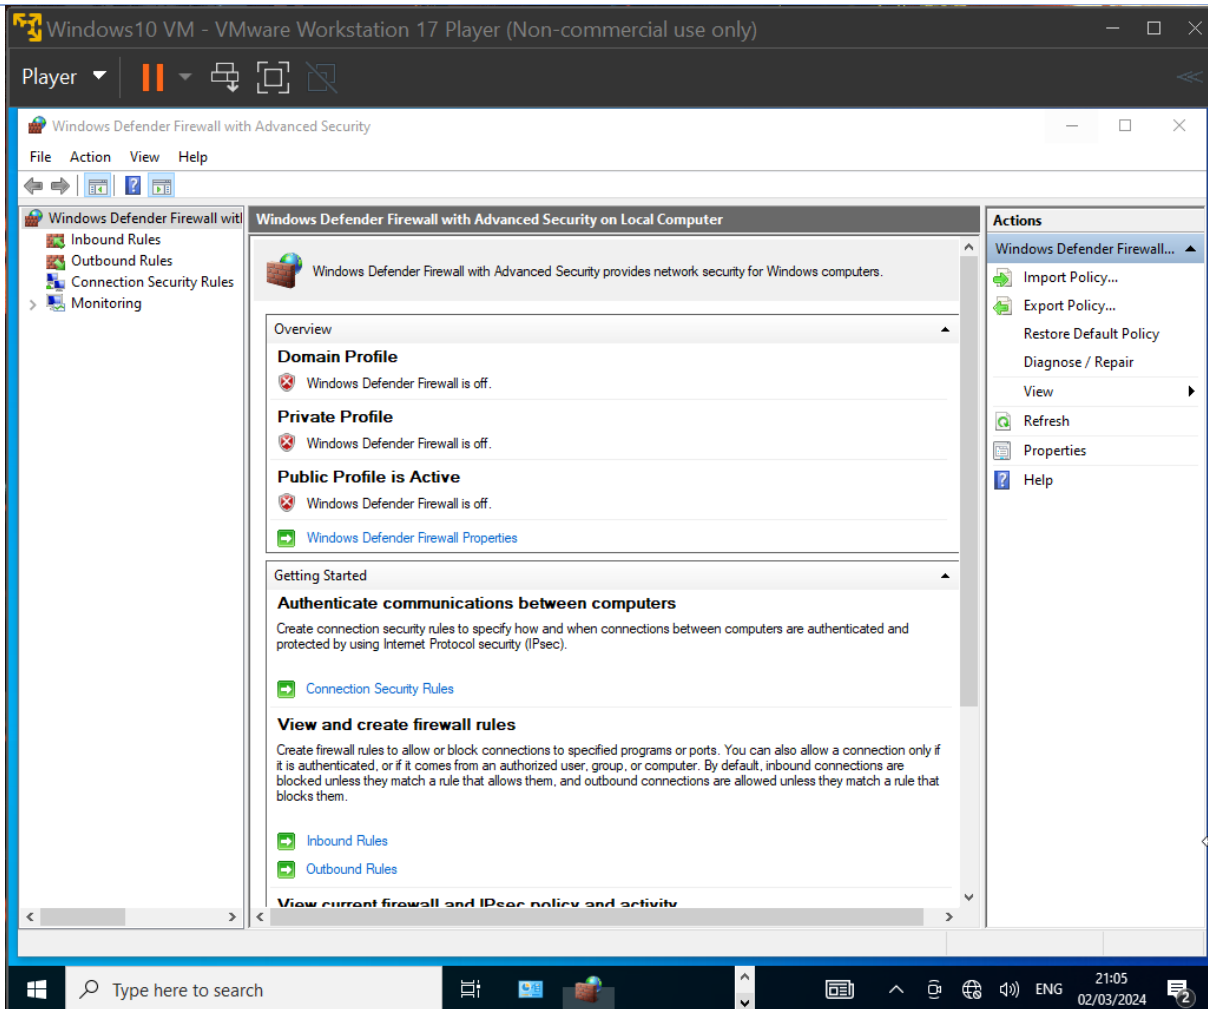 Windows10 VM - VMware Workstation 17 Player (Non-commercial use only)
Player
Windows Defender Firewall with Advanced Security
File Action View Help
Windows Defender Firewall wit
Inbound Rules
Outbound Rules
Connection Security Rules
Monitoring
Windows Defender Firewall with Advanced Security on Local Computer
Windows Defender Firewall with Advanced Security provides network security for Windows computers.
Overview
Domain Profile
Windows Defender Firewall is off.
Private Profile
Windows Defender Firewall is off.
Public Profile is Active
Windows Defender Firewall is off.
Windows Defender Firewall Properties
Getting Started
Authenticate communications between computers
Create connection security rules to specify how and when connections between computers are authenticated and
protected by using Internet Protocol security (IPsec).
Connection Security Rules
View and create firewall rules
Create firewall rules to allow or block connections to specified programs or ports. You can also allow a connection only if
it is authenticated, or if it comes from an authorized user, group, or computer. By default, inbound connections are
blocked unless they match a rule that allows them, and outbound connections are allowed unless they match a rule that
blocks them.
Inbound Rules
Outbound Rules
View current firewall and IPsec policy and activity
Actions
Windows Defender Firewall...
Import Policy...
Export Policy...
Restore Default Policy
Diagnose / Repair
View
Refresh
Properties
Help
Type here to search
ENG
21:05
02/03/2024
2